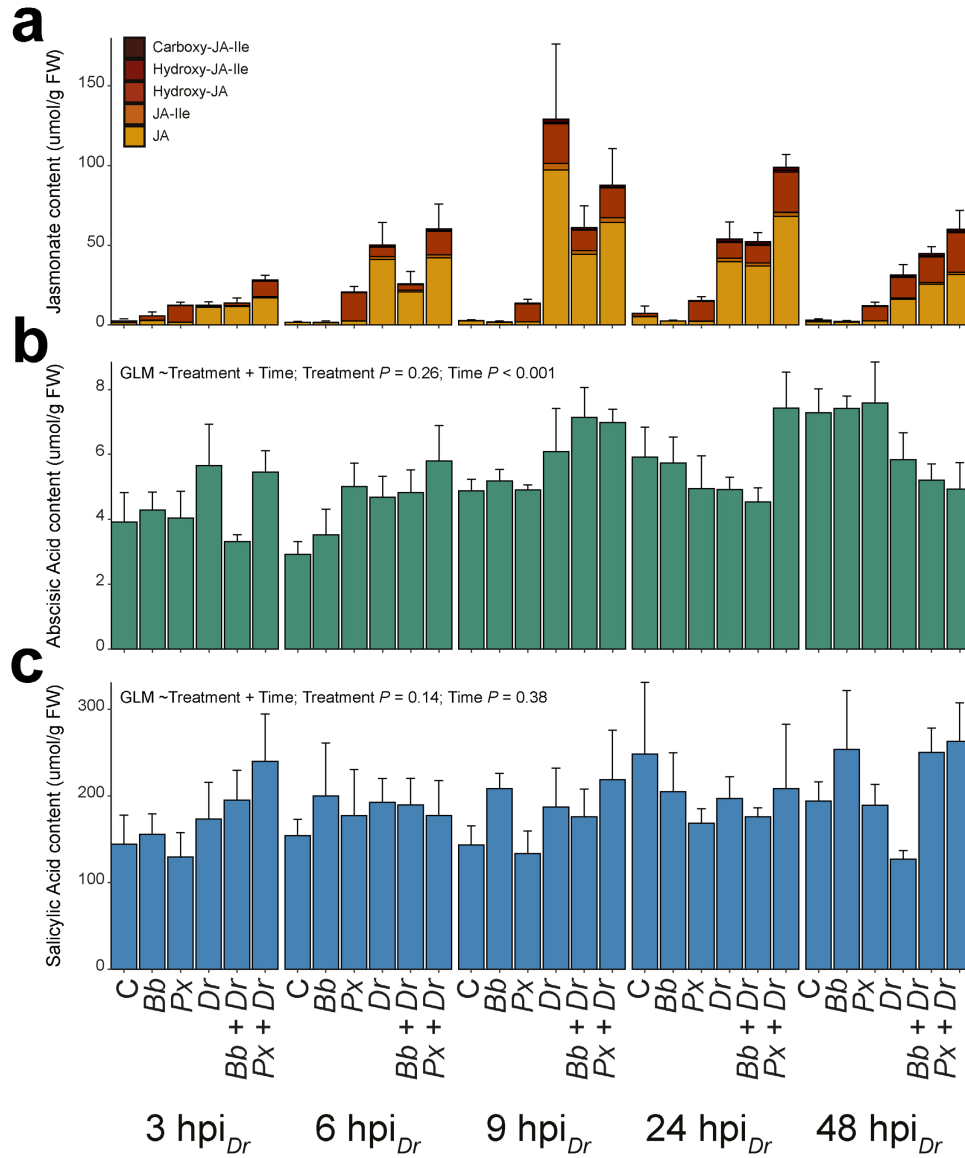 a
Jasmonate content (umol/g FW)
Carboxy-JA-Ile
Hydroxy-JA-Ile
Hydroxy-JA
JA-Ile
JA
150
100
50
0
b
Abscisic Acid content (umol/g FW)
GLM ~Treatment + Time; Treatment P = 0.26; Time P < 0.001
8
6
4
2
0
c
Salicylic Acid content (umol/g FW)
GLM ~Treatment + Time; Treatment P = 0.14; Time P = 0.38
300
200
100
0
C Bb Px Dr Bb + Dr Px + Dr
C Bb Px Dr Bb + Dr Px + Dr
C Bb Px Dr Bb + Dr Px + Dr
C Bb Px Dr Bb + Dr Px + Dr
C Bb Px Dr Bb + Dr Px + Dr
3 hpiDr 6 hpiDr 9 hpiDr 24 hpiDr 48 hpiDr